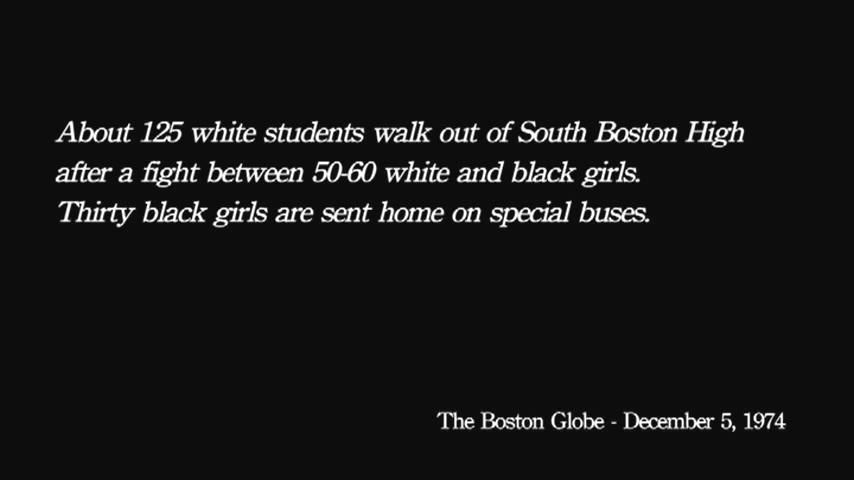 About 125 white students walk out of South Boston High
after a fight between 50-60 white and black girls.
Thirty black girls are sent home on special buses.
The Boston Globe - December 5, 1974